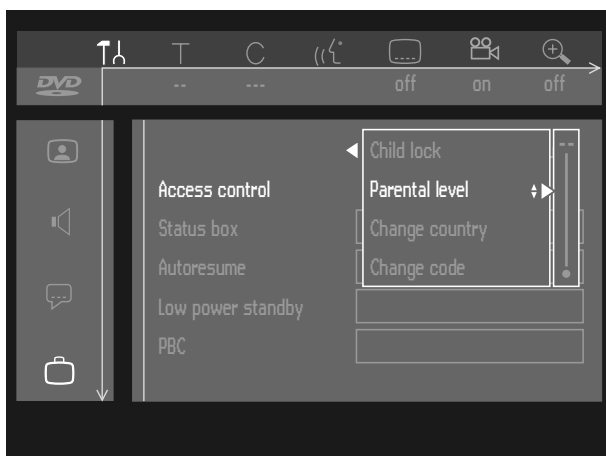 T C
DVD -- --- off on off
Child lock --
Access control Parental level
Status box Change country
Autoresume Change code
Low power standby
PBC